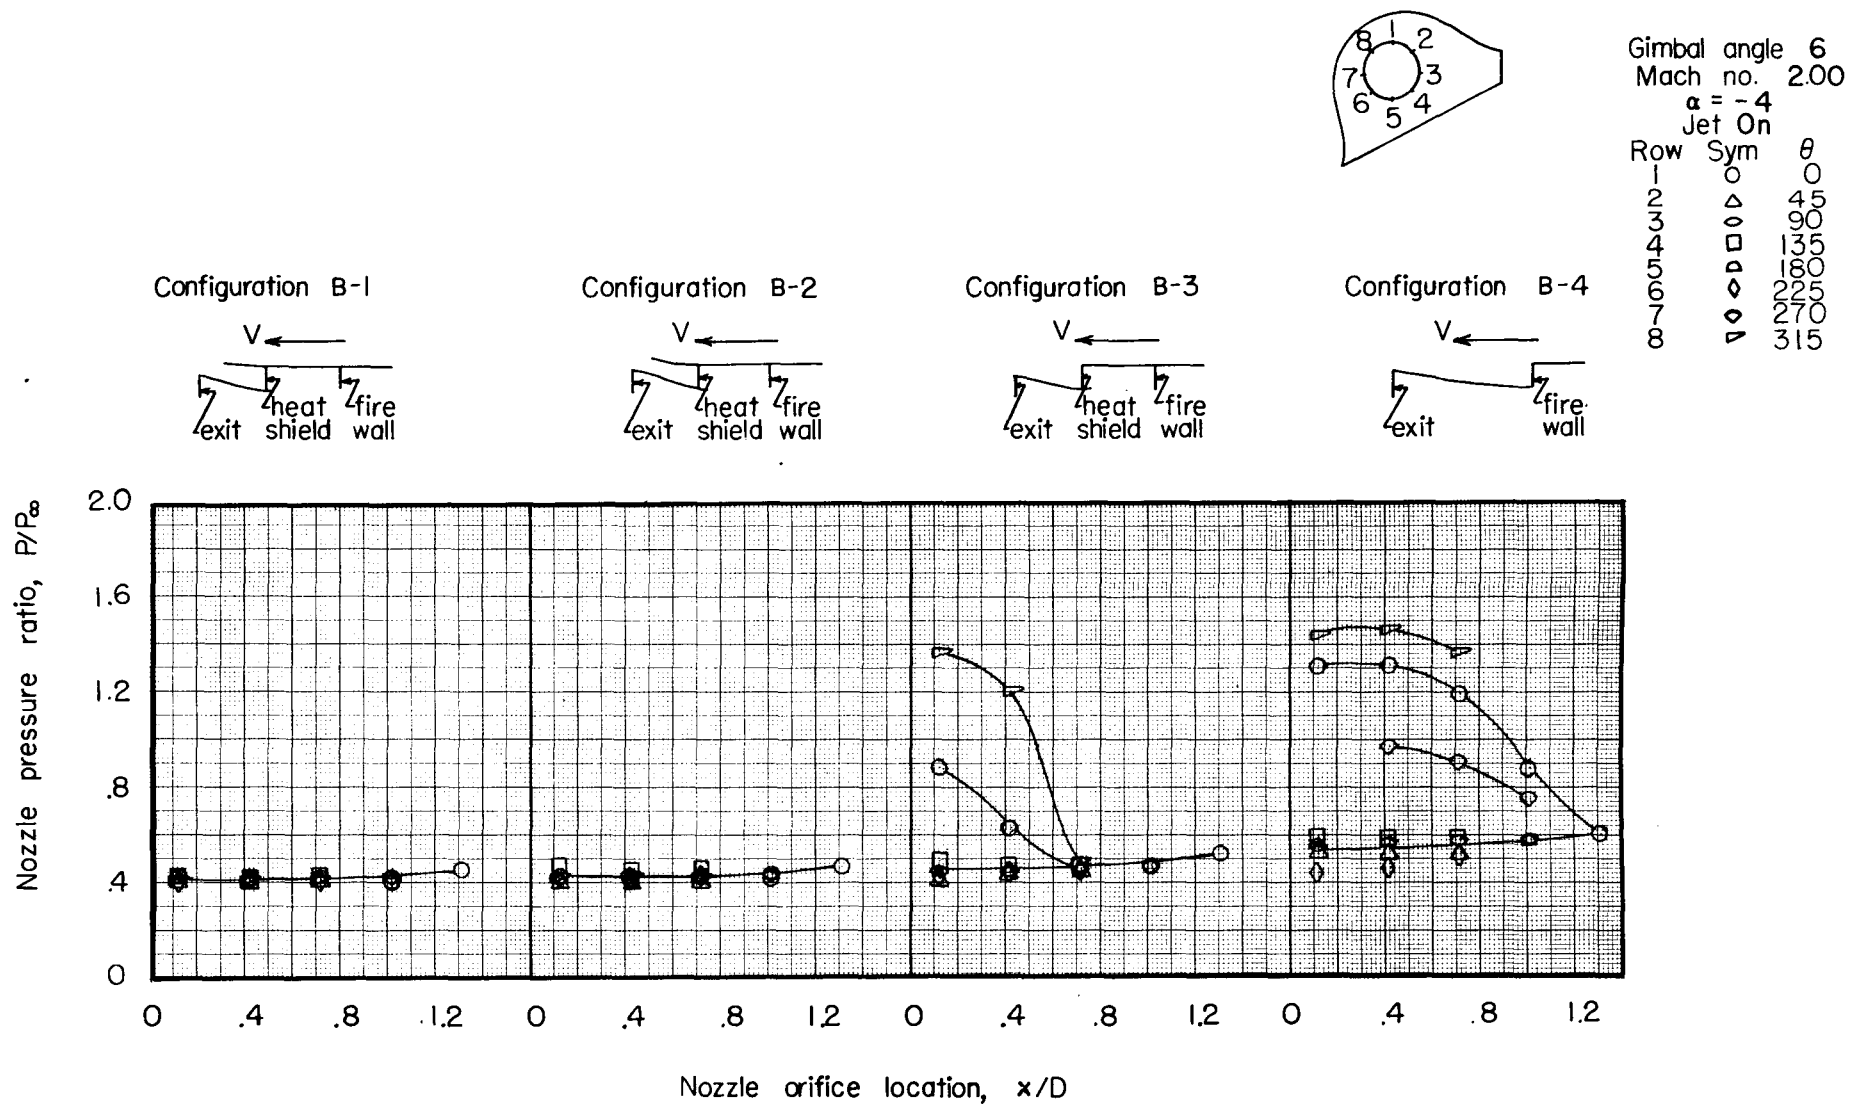 8 1 2
7 3
6 5 4
Gimbal angle 6
Mach no. 2.00
α = -4
Jet On
Row Sym θ
1 0
2 45
3 90
4 135
5 180
6 225
7 270
8 315
Configuration B-1
V
heat shield
fire wall
exit
Configuration B-2
V
heat shield
fire wall
exit
Configuration B-3
V
heat shield
fire wall
exit
Configuration B-4
V
fire wall
exit
Nozzle pressure ratio, P/P∞
2.0
1.6
1.2
.8
.4
0
0 .4 .8 1.2 0 .4 .8 1.2 0 .4 .8 1.2 0 .4 .8 1.2
Nozzle orifice location, x/D